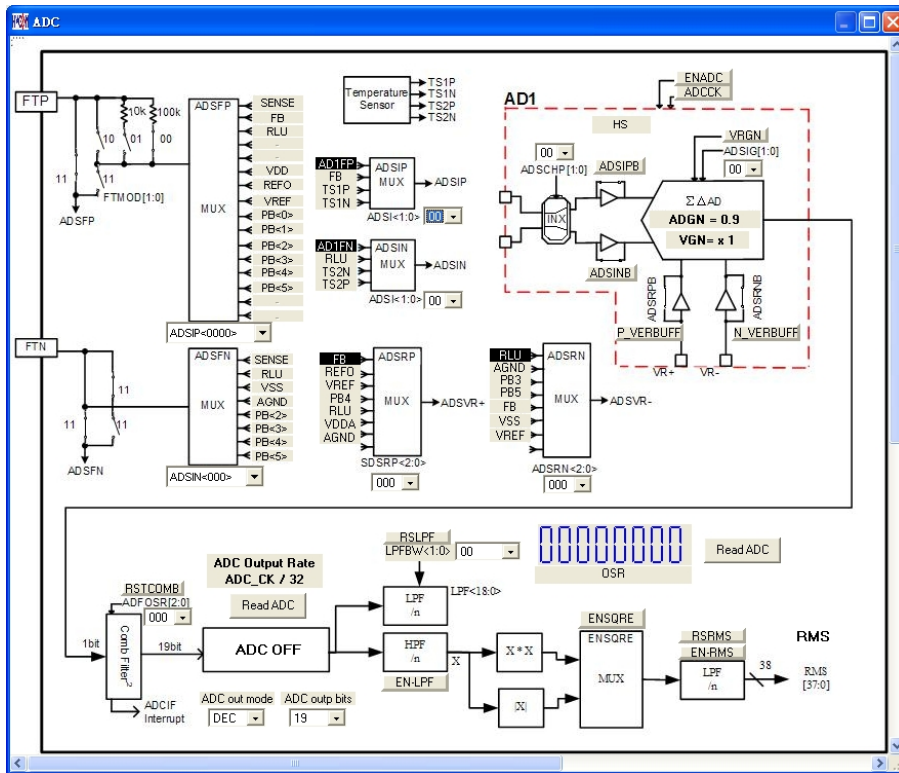 ADC
FTP
10k
100k
10
01
00
11
11
FTMOD[1:0]
ADSFP
ADSFP
MUX
SENSE
FB
RLU
-
-
VDD
REFO
VREF
PB<0>
PB<1>
PB<2>
PB<3>
PB<4>
PB<5>
-
-
ADSIP<0000>
Temperature
Sensor
TS1P
TS1N
TS2P
TS2N
AD1FP
FB
TS1P
TS1N
ADSIP
MUX
ADSIP
ADSI<1:0>
00
AD1FN
RLU
TS2N
TS2P
ADSIN
MUX
ADSIN
ADSI<1:0>
00
AD1
ENADC
ADCCK
HS
VRGN
ADSIG[1:0]
00
00
ADSCHP[1:0]
ADSIPB
INX
ADSINB
ΣΔAD
ADGN = 0.9
VGN= x 1
ADSRPB
ADSRNB
P_VERBUFF
N_VERBUFF
VR+
VR-
FTN
11
11
11
ADSFN
ADSFN
MUX
SENSE
RLU
VSS
AGND
PB<2>
PB<3>
PB<4>
PB<5>
ADSIN<000>
FB
REFO
VREF
PB4
RLU
VDDA
AGND
ADSRP
MUX
ADSVR+
SDSRP<2:0>
000
RLU
AGND
PB3
PB5
FB
VSS
VREF
ADSRN
MUX
ADSVR-
ADSRN<2:0>
000
RSTCOMB
ADFOSR[2:0]
000
1bit
Comb Filter²
19bit
ADCIF
Interrupt
ADC Output Rate
ADC_CK / 32
Read ADC
ADC OFF
ADC out mode
DEC
ADC outp bits
19
RSLPF
LPFBW<1:0>
00
LPF
/n
LPF<18:0>
HPF
/n
X
EN-LPF
00000000
OSR
Read ADC
X * X
|X|
ENSQRE
ENSQRE
MUX
RSRMS
EN-RMS
LPF
/n
38
RMS
RMS
[37:0]